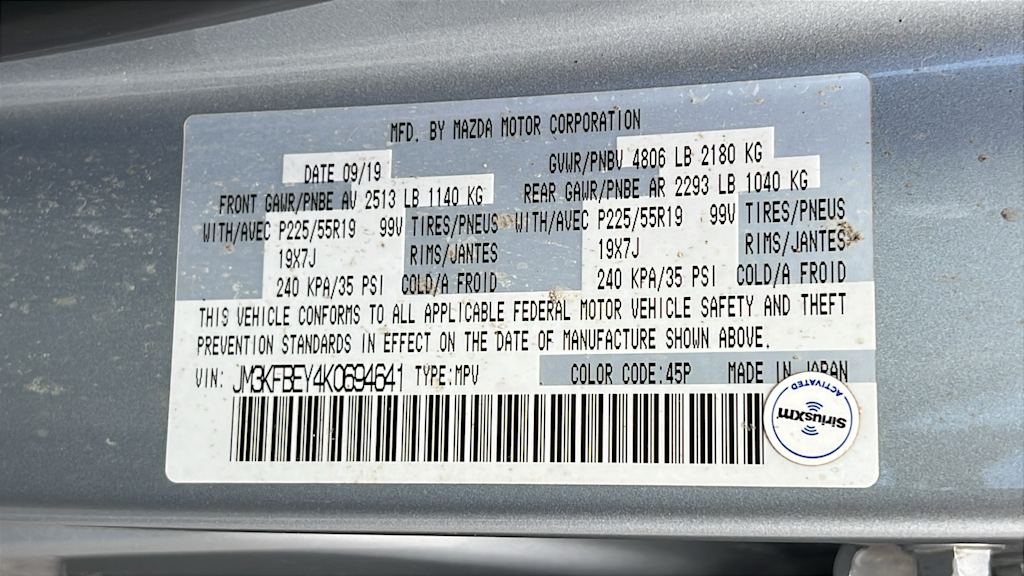 MFD. BY MAZDA MOTOR CORPORATION
DATE 09/19 GVWR/PNBV 4806 LB 2180 KG
FRONT GAWR/PNBE AV 2513 LB 1140 KG REAR GAWR/PNBE AR 2293 LB 1040 KG
WITH/AVEC P225/55R19 99V TIRES/PNEUS WITH/AVEC P225/55R19 99V TIRES/PNEUS
19X7J RIMS/JANTES 19X7J RIMS/JANTES
240 KPA/35 PSI COLD/A FROID 240 KPA/35 PSI COLD/A FROID
THIS VEHICLE CONFORMS TO ALL APPLICABLE FEDERAL MOTOR VEHICLE SAFETY AND THEFT
PREVENTION STANDARDS IN EFFECT ON THE DATE OF MANUFACTURE SHOWN ABOVE.
VIN: JM3KFBEY4K0694641 TYPE:MPV COLOR CODE:45P MADE IN JAPAN
SiriusXm
ACTIVATED